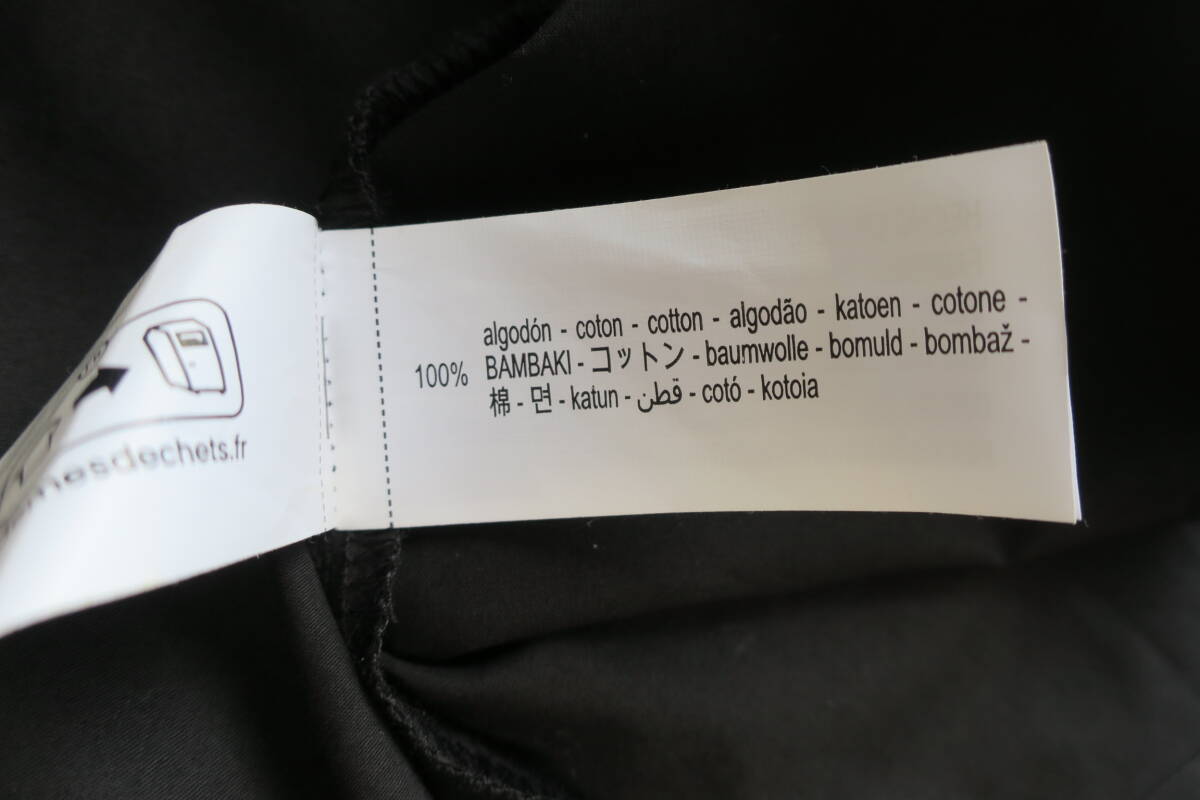 100%
algodón - coton - cotton - algodão - katoen - cotone -
BAMBAKI - コットン - baumwolle - bomuld - bombaž -
棉 - 면 - katun - قطن - cotó - kotoia
mesdechets.fr